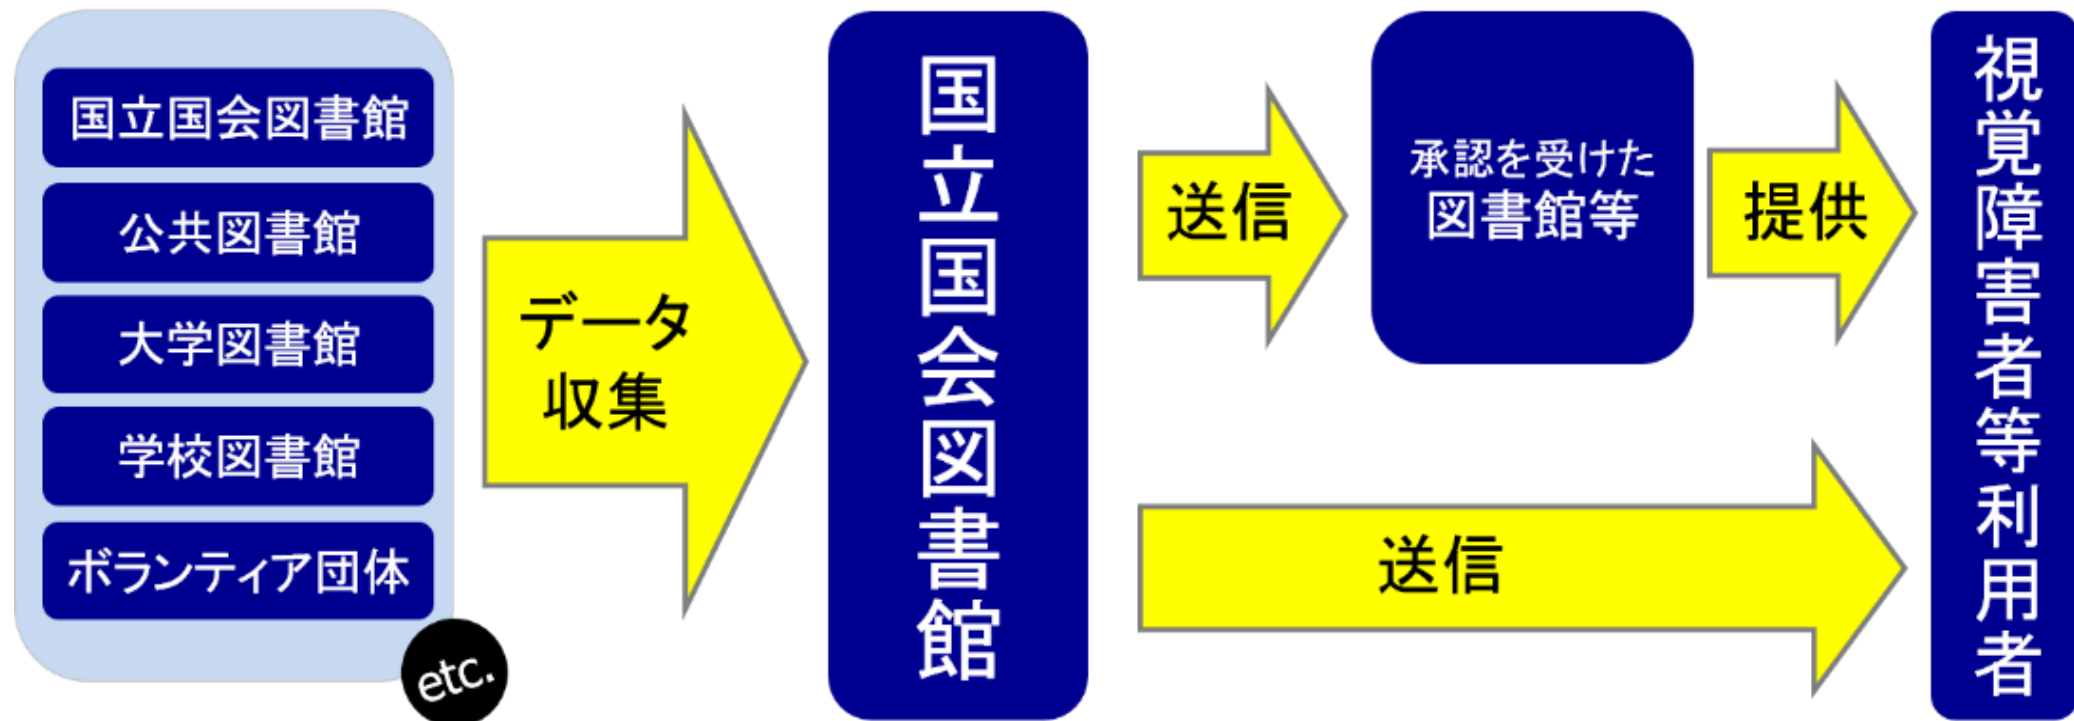 国立国会図書館
公共図書館
大学図書館
学校図書館
ボランティア団体
etc.
データ
収集
国立国会図書館
送信
承認を受けた
図書館等
提供
送信
視覚障害者等利用者